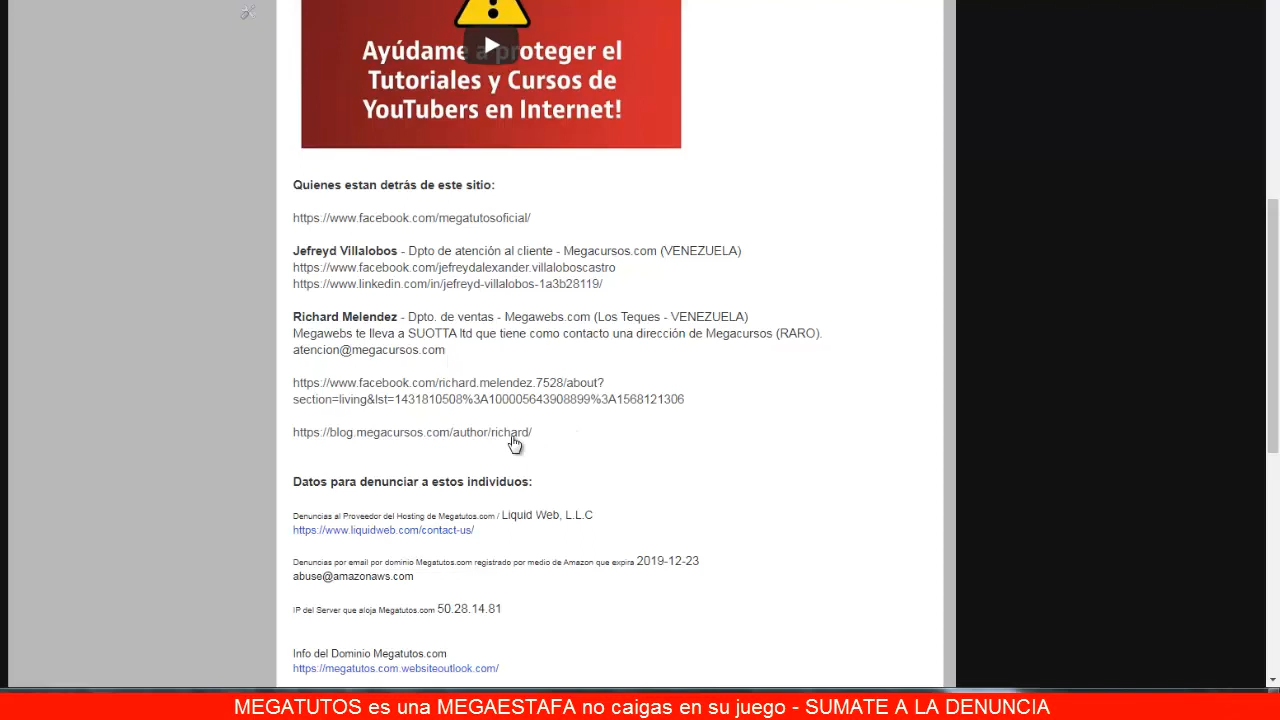 Ayúdame a proteger el
Tutoriales y Cursos de
YouTubers en Internet!
Quienes estan detrás de este sitio:
https://www.facebook.com/megatutosoficial/
Jefreyd Villalobos - Dpto de atención al cliente - Megacursos.com (VENEZUELA)
https://www.facebook.com/jefreydalexander.villaloboscastro
https://www.linkedin.com/in/jefreyd-villalobos-1a3b28119/
Richard Melendez - Dpto. de ventas - Megawebs.com (Los Teques - VENEZUELA)
Megawebs te lleva a SUOTTA ltd que tiene como contacto una dirección de Megacursos (RARO).
atencion@megacursos.com
https://www.facebook.com/richard.melendez.7528/about?
section=living&lst=1431810508%3A100005643908899%3A1568121306
https://blog.megacursos.com/author/richard/
Datos para denunciar a estos individuos:
Denuncias al Proveedor del Hosting de Megatutos.com / Liquid Web, L.L.C
https://www.liquidweb.com/contact-us/
Denuncias por email por dominio Megatutos.com registrado por medio de Amazon que expira 2019-12-23
abuse@amazonaws.com
IP del Server que aloja Megatutos.com 50.28.14.81
Info del Dominio Megatutos.com
https://megatutos.com.websiteoutlook.com/
MEGATUTOS es una MEGAESTAFA no caigas en su juego - SUMATE A LA DENUNCIA